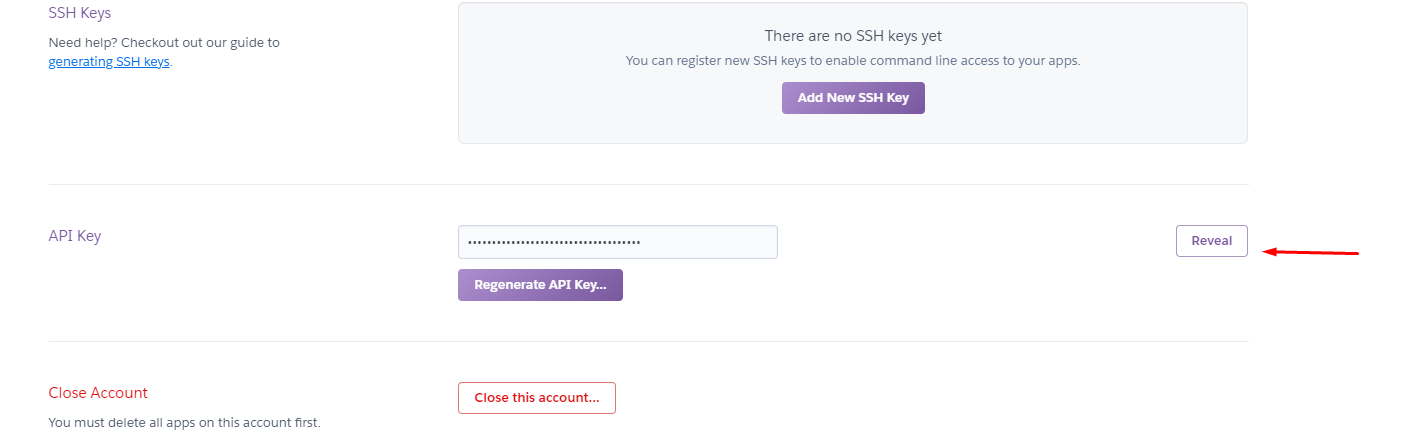 SSH Keys
Need help? Checkout out our guide to
generating SSH keys.
There are no SSH keys yet
You can register new SSH keys to enable command line access to your apps.
Add New SSH Key
API Key
••••••••••••••••••••••••••••••••••••
Reveal
Regenerate API Key...
Close Account
You must delete all apps on this account first.
Close this account...